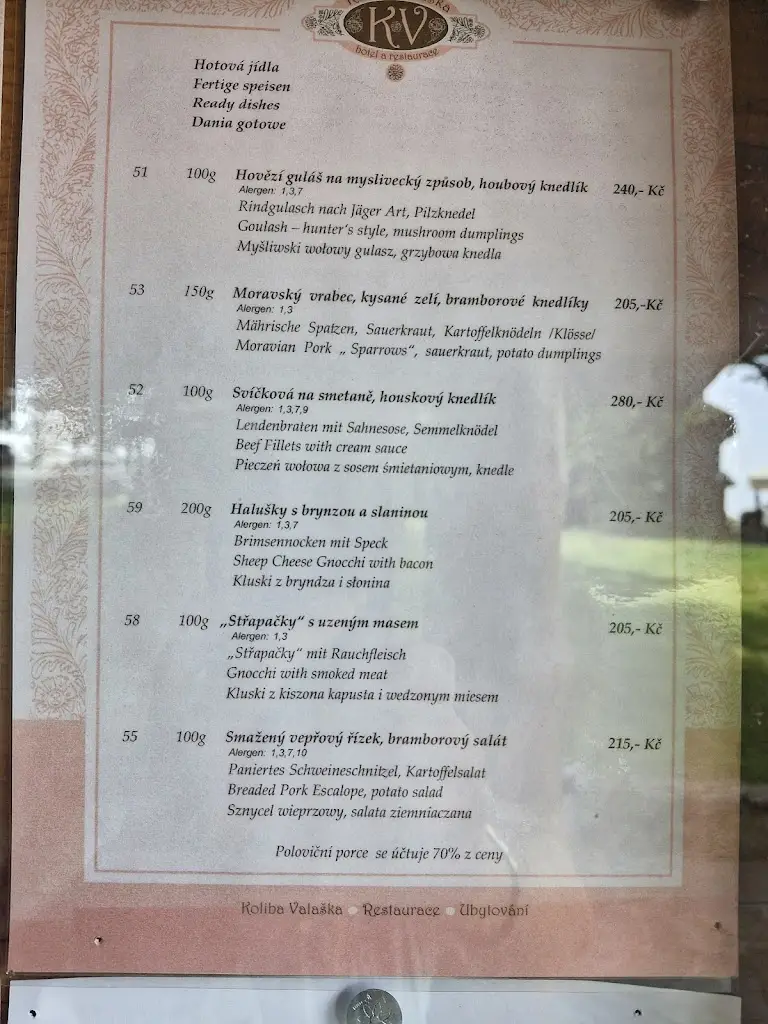 KV
hotel a restaurace
Hotová jídla
Fertige speisen
Ready dishes
Dania gotowe
51 100g Hovězí guláš na myslivecký způsob, houbový knedlík 240,- Kč
Alergen: 1,3,7
Rindgulasch nach Jäger Art, Pilzknedel
Goulash – hunter's style, mushroom dumplings
Myśliwski wołowy gulasz, grzybowa knedla
53 150g Moravský vrabec, kysané zelí, bramborové knedlíky 205,-Kč
Alergen: 1,3
Mährische Spatzen, Sauerkraut, Kartoffelknödeln /Klösse/
Moravian Pork „ Sparrows“, sauerkraut, potato dumplings
52 100g Svíčková na smetaně, houskový knedlík 280,- Kč
Alergen: 1,3,7,9
Lendenbraten mit Sahnesose, Semmelknödel
Beef Fillets with cream sauce
Pieczeń wołowa z sosem śmietaniowym, knedle
59 200g Halušky s brynzou a slaninou 205,- Kč
Alergen: 1,3,7
Brimsennocken mit Speck
Sheep Cheese Gnocchi with bacon
Kluski z bryndza i słonina
58 100g „Střapačky“ s uzeným masem 205,- Kč
Alergen: 1,3
„Střapačky“ mit Rauchfleisch
Gnocchi with smoked meat
Kluski z kiszona kapusta i wedzonym miesem
55 100g Smažený vepřový řízek, bramborový salát 215,- Kč
Alergen: 1,3,7,10
Paniertes Schweineschnitzel, Kartoffelsalat
Breaded Pork Escalope, potato salad
Sznycel wieprzowy, salata ziemniaczana
Poloviční porce se účtuje 70% z ceny
Koliba Valaška • Restaurace • Ubytování